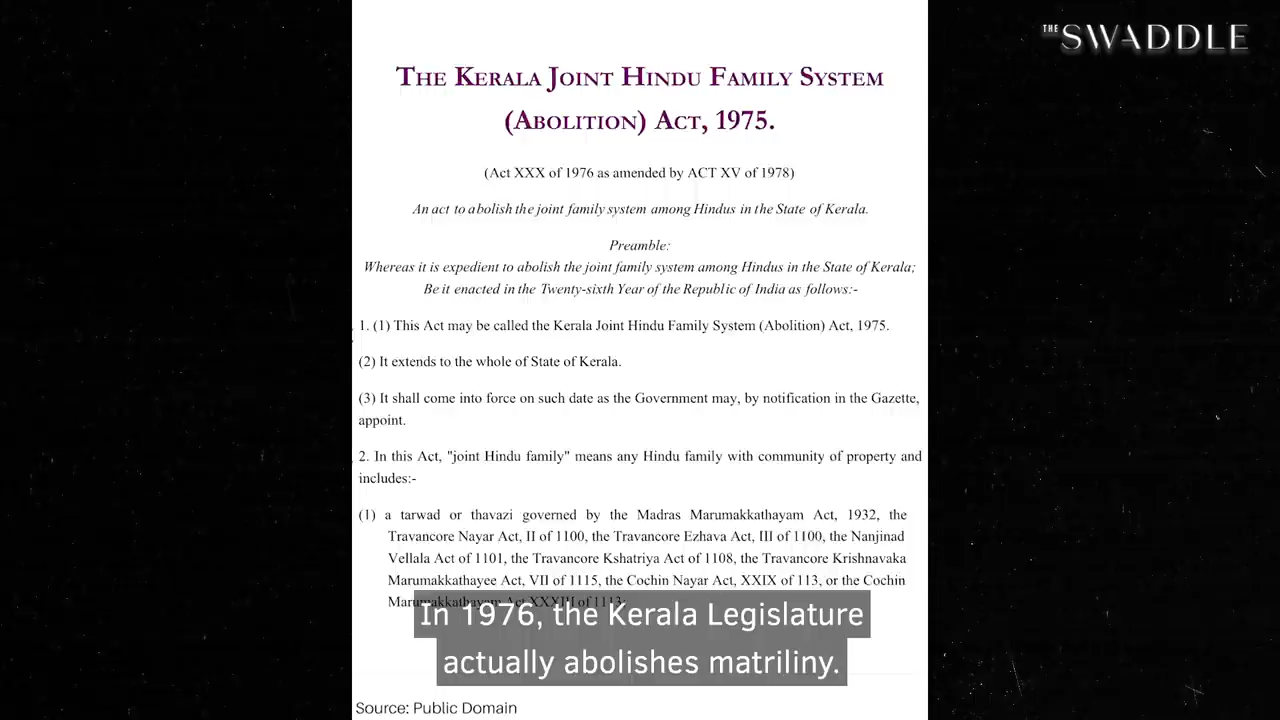 THE SWADDLE
THE KERALA JOINT HINDU FAMILY SYSTEM
(ABOLITION) ACT, 1975.
(Act XXX of 1976 as amended by ACT XV of 1978)
An act to abolish the joint family system among Hindus in the State of Kerala.
Preamble:
Whereas it is expedient to abolish the joint family system among Hindus in the State of Kerala;
Be it enacted in the Twenty-sixth Year of the Republic of India as follows:-
1. (1) This Act may be called the Kerala Joint Hindu Family System (Abolition) Act, 1975.
(2) It extends to the whole of State of Kerala.
(3) It shall come into force on such date as the Government may, by notification in the Gazette,
appoint.
2. In this Act, "joint Hindu family" means any Hindu family with community of property and
includes:-
(1) a tarwad or thavazi governed by the Madras Marumakkathayam Act, 1932, the
Travancore Nayar Act, II of 1100, the Travancore Ezhava Act, III of 1100, the Nanjinad
Vellala Act of 1101, the Travancore Kshatriya Act of 1108, the Travancore Krishnavaka
Marumakkathayee Act, VII of 1115, the Cochin Nayar Act, XXIX of 113, or the Cochin
Marumakkathayam Act XXXIII of 1113;
In 1976, the Kerala Legislature
actually abolishes matriliny.
Source: Public Domain